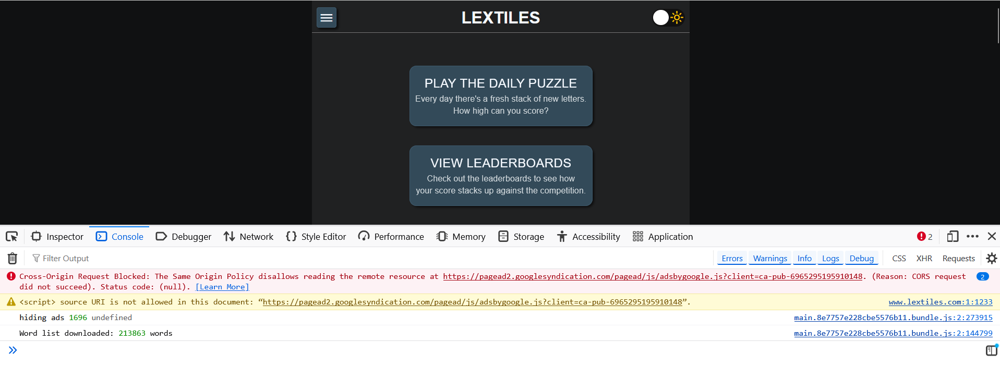 LEXTILES
PLAY THE DAILY PUZZLE
Every day there's a fresh stack of new letters.
How high can you score?
VIEW LEADERBOARDS
Check out the leaderboards to see how
your score stacks up against the competition.
Inspector Console Debugger Network Style Editor Performance Memory Storage Accessibility Application 2
Filter Output Errors Warnings Info Logs Debug CSS XHR Requests
Cross-Origin Request Blocked: The Same Origin Policy disallows reading the remote resource at https://pagead2.googlesyndication.com/pagead/js/adsbygoogle.js?client=ca-pub-6965295195910148. (Reason: CORS request 2
did not succeed). Status code: (null). [Learn More]
<script> source URI is not allowed in this document: “https://pagead2.googlesyndication.com/pagead/js/adsbygoogle.js?client=ca-pub-6965295195910148”. www.lextiles.com:1:1233
hiding ads 1696 undefined main.8e7757e228cbe5576b11.bundle.js:2:273915
Word list downloaded: 213863 words main.8e7757e228cbe5576b11.bundle.js:2:144799